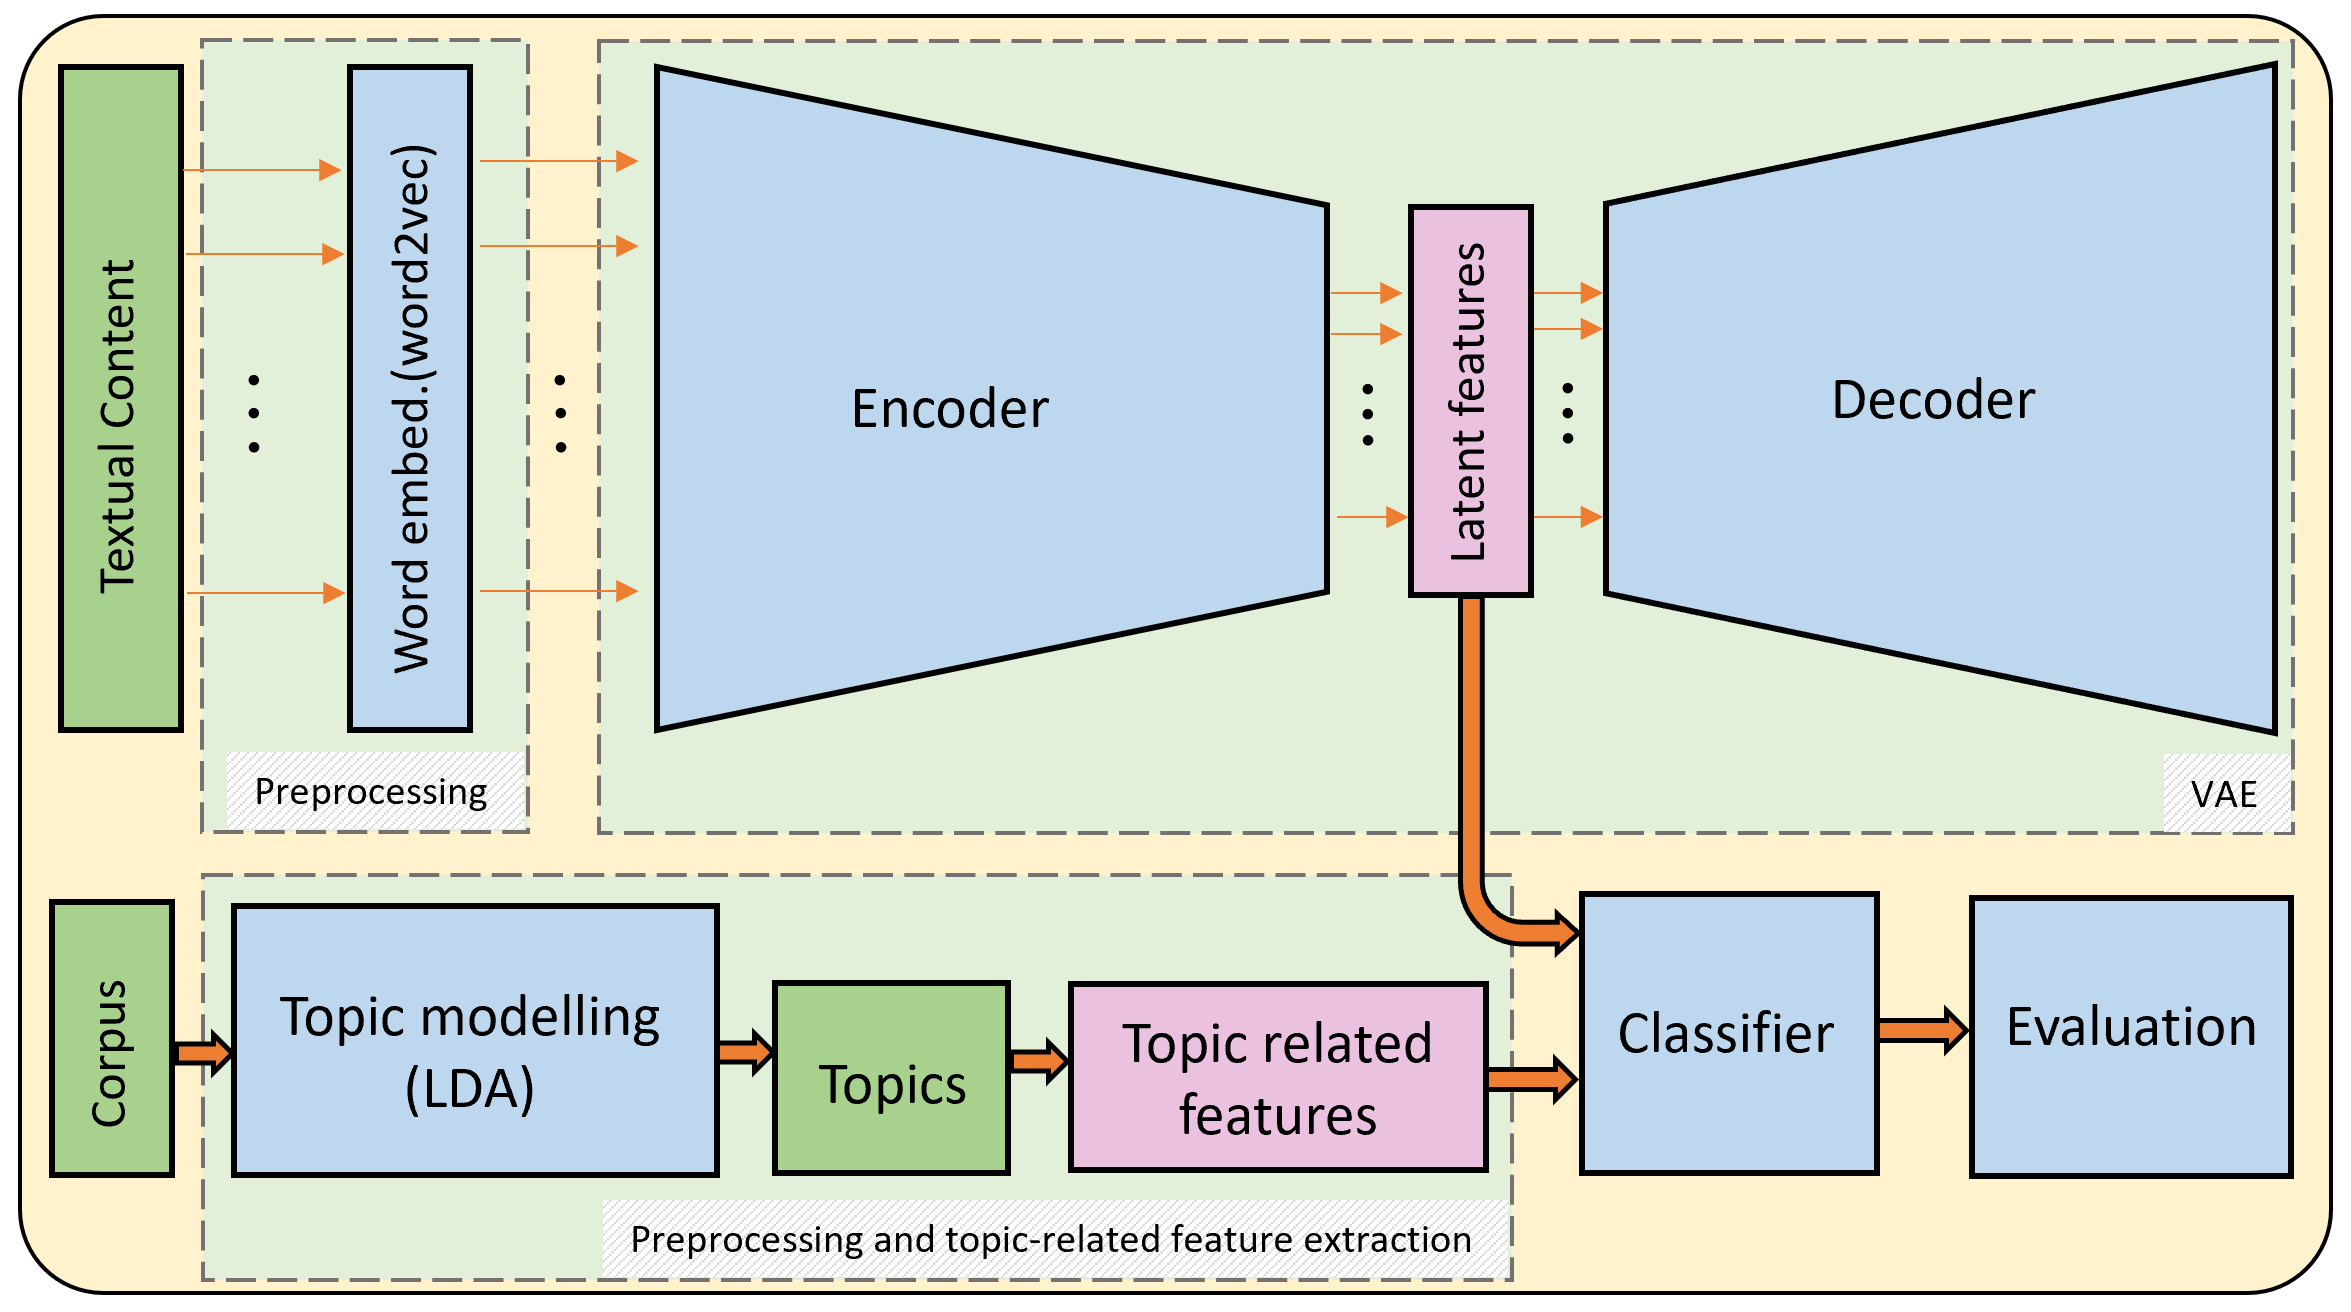 Textual Content
Word embed.(word2vec)
Encoder
Latent features
Decoder
Preprocessing
VAE
Corpus
Topic modelling
(LDA)
Topics
Topic related
features
Classifier
Evaluation
Preprocessing and topic-related feature extraction